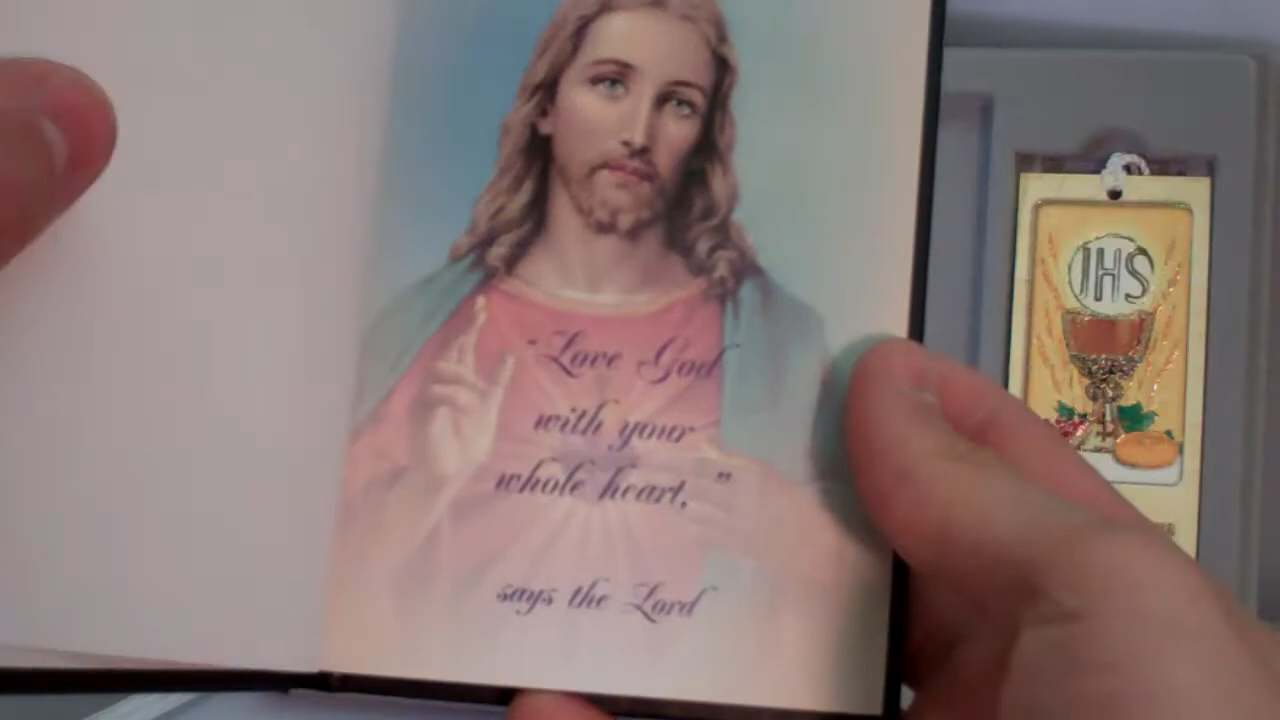 "Love God
with your
whole heart,"
says the Lord
IHS